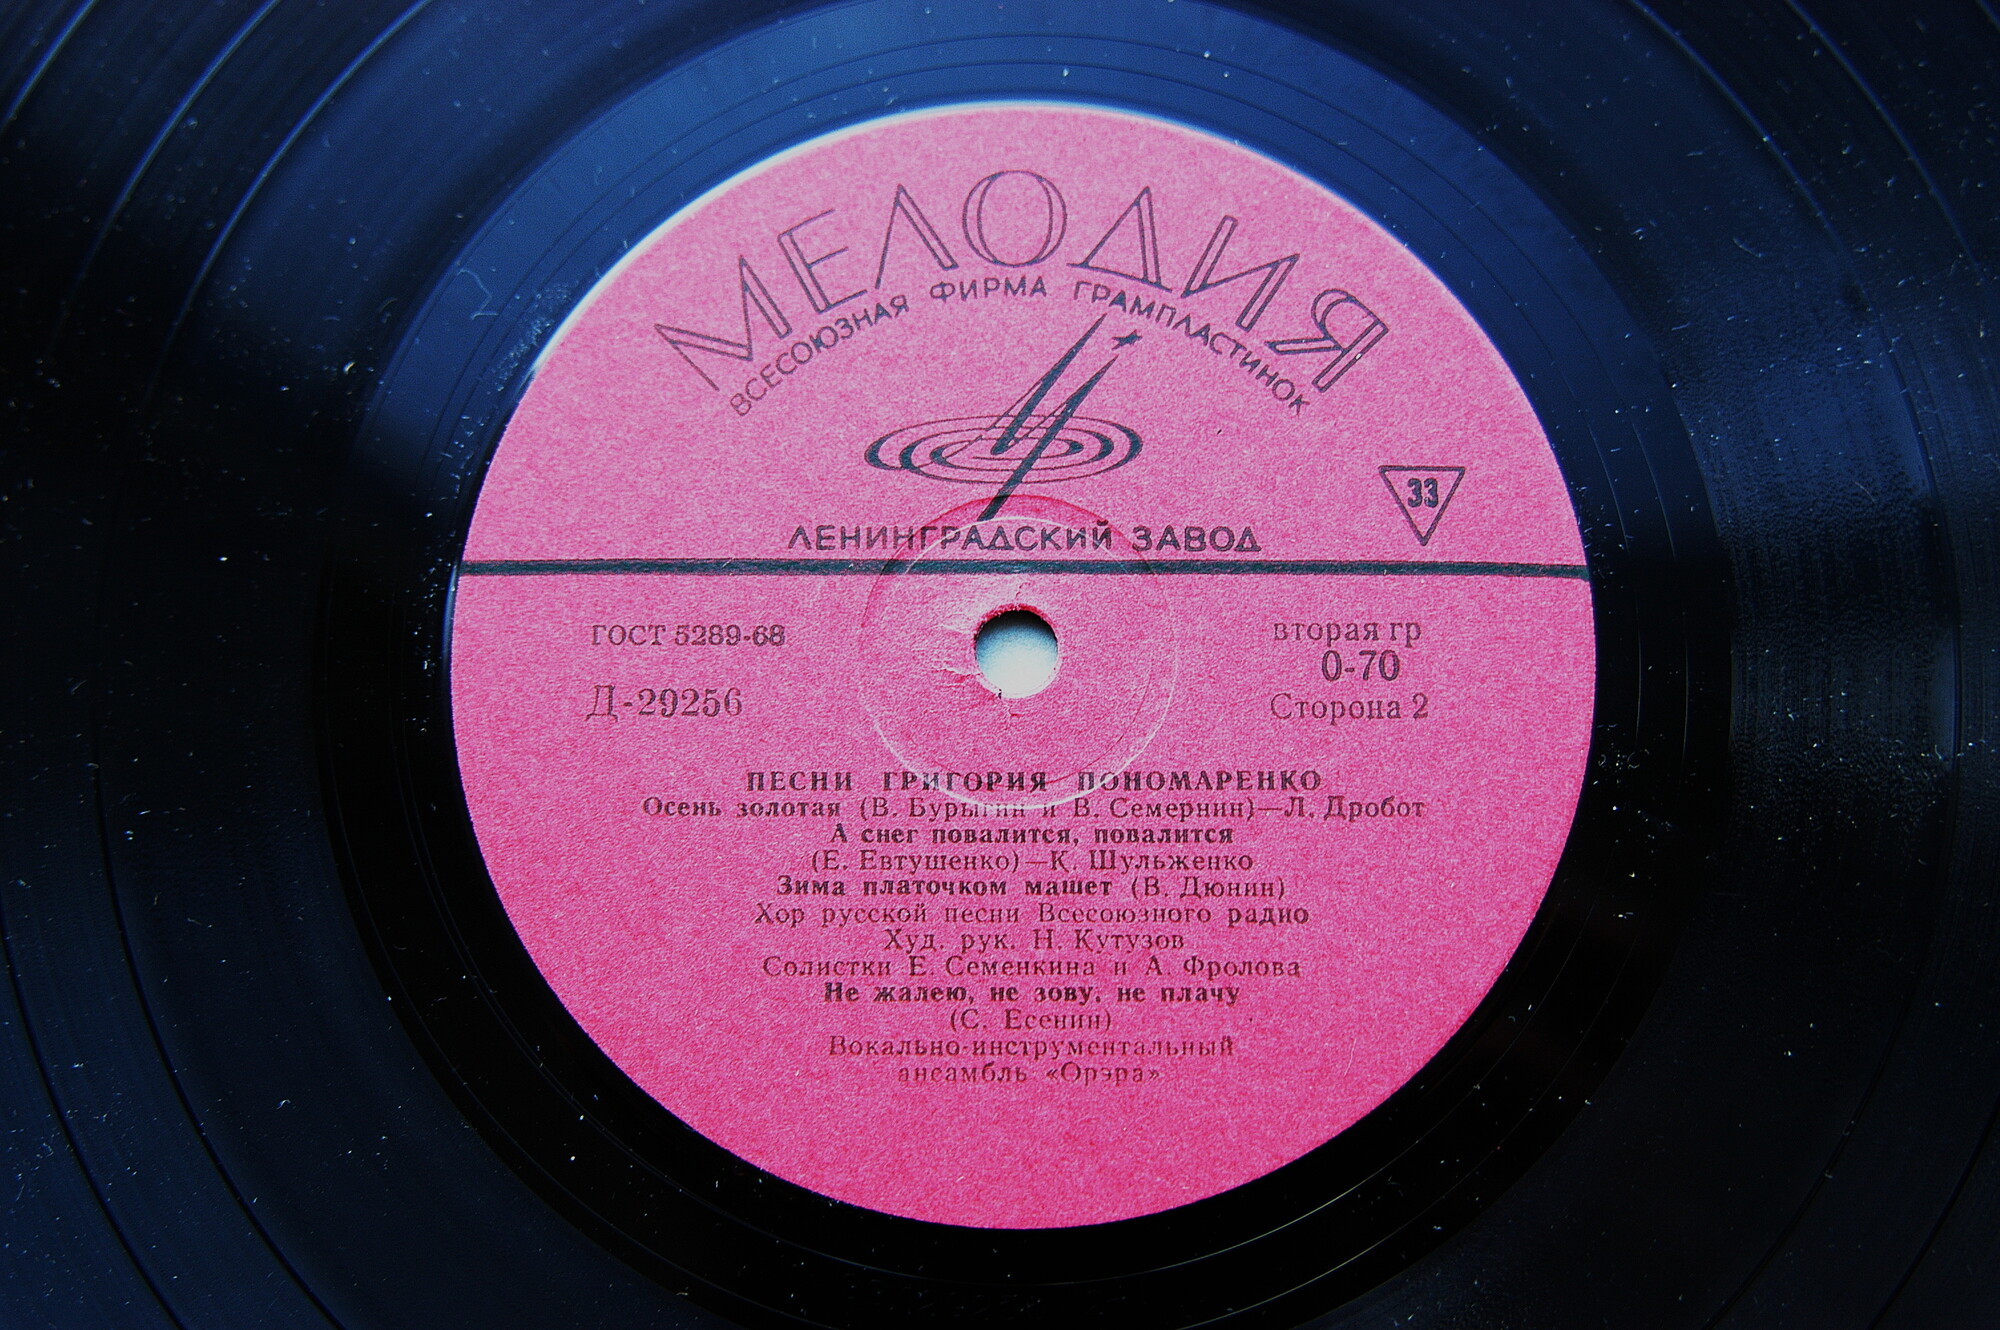 МЕЛОДИЯ
ВСЕСОЮЗНАЯ ФИРМА ГРАМПЛАСТИНОК
33
ЛЕНИНГРАДСКИЙ ЗАВОД
ГОСТ 5289-68
вторая гр
0-70
Д-29256
Сторона 2
ПЕСНИ ГРИГОРИЯ ПОНОМАРЕНКО
Осень золотая (В. Бурыгин и В. Семернин)—Л. Дробот
А снег повалится, повалится
(Е. Евтушенко)—К. Шульженко
Зима платочком машет (В. Дюнин)
Хор русской песни Всесоюзного радио
Худ. рук. Н. Кутузов
Солистки Е. Семенкина и А. Фролова
Не жалею, не зову, не плачу
(С. Есенин)
Вокально-инструментальный
ансамбль «Орэра»